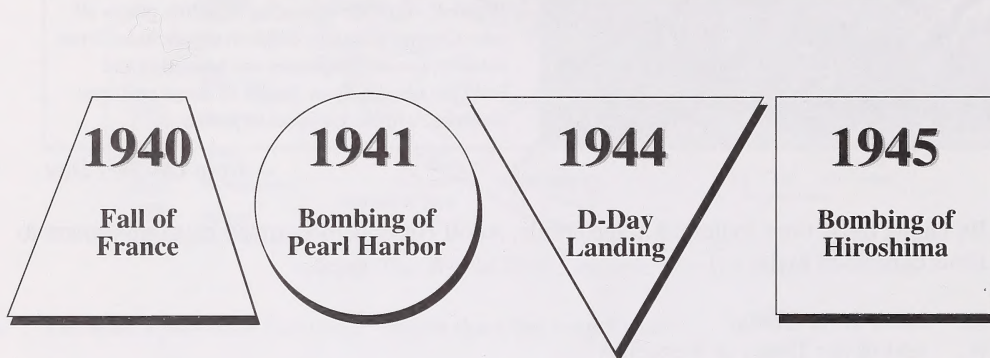 1940
Fall of
France
1941
Bombing of
Pearl Harbor
1944
D-Day
Landing
1945
Bombing of
Hiroshima